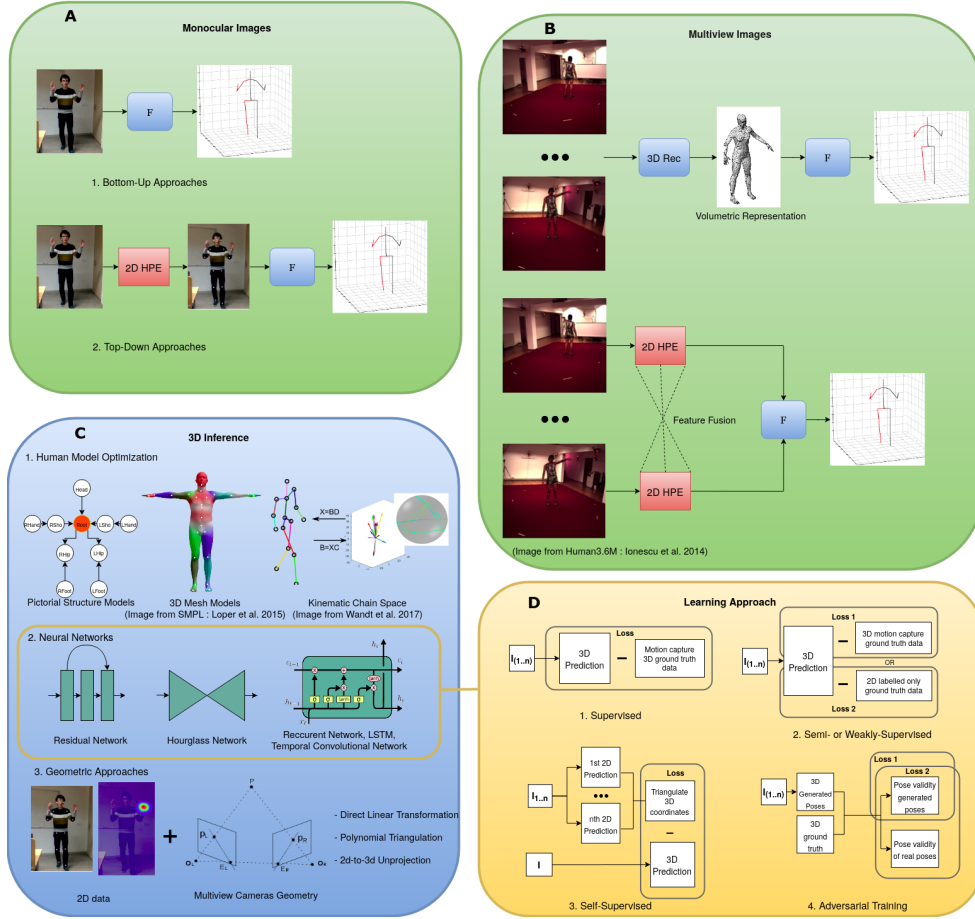 A
Monocular Images
F
1. Bottom-Up Approaches
2D HPE
F
2. Top-Down Approaches
B
Multiview Images
3D Rec
F
Volumetric Representation
2D HPE
Feature Fusion
F
2D HPE
(Image from Human3.6M : Ionescu et al. 2014)
C
3D Inference
1. Human Model Optimization
Head
RHand
RSho
Root
LSho
LHand
RHip
LHip
RFoot
LFoot
X=BD
B=XC
Pictorial Structure Models
3D Mesh Models
(Image from SMPL : Loper et al. 2015)
Kinematic Chain Space
(Image from Wandt et al. 2017)
2. Neural Networks
Residual Network
Hourglass Network
Reccurent Network, LSTM,
Temporal Convolutional Network
3. Geometric Approaches
2D data
Multiview Cameras Geometry
- Direct Linear Transformation
- Polynomial Triangulation
- 2d-to-3d Unprojection
D
Learning Approach
I(1..n)
3D
Prediction
Loss
Motion capture
3D ground truth
data
1. Supervised
I(1..n)
3D
Prediction
Loss 1
3D motion capture
ground truth data
OR
2D labelled only
ground truth data
Loss 2
2. Semi- or Weakly-Supervised
I1..n
1st 2D
Prediction
nth 2D
Prediction
Loss
Triangulate
3D
coordinates
I
3D
Prediction
3. Self-Supervised
I(1..n)
3D
Generated
Poses
3D
ground
truth
Loss 1
Loss 2
Pose validity
generated
poses
Pose validity
of real poses
4. Adversarial Training